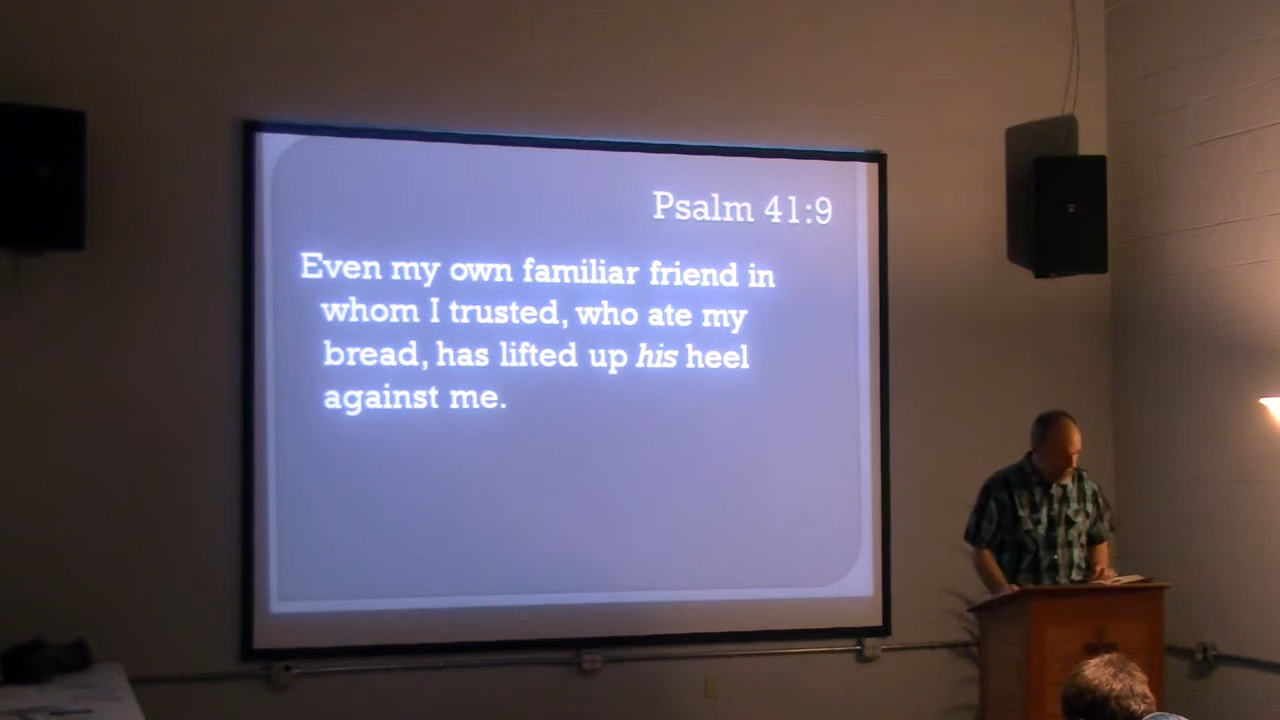 Psalm 41:9
Even my own familiar friend in
whom I trusted, who ate my
bread, has lifted up his heel
against me.